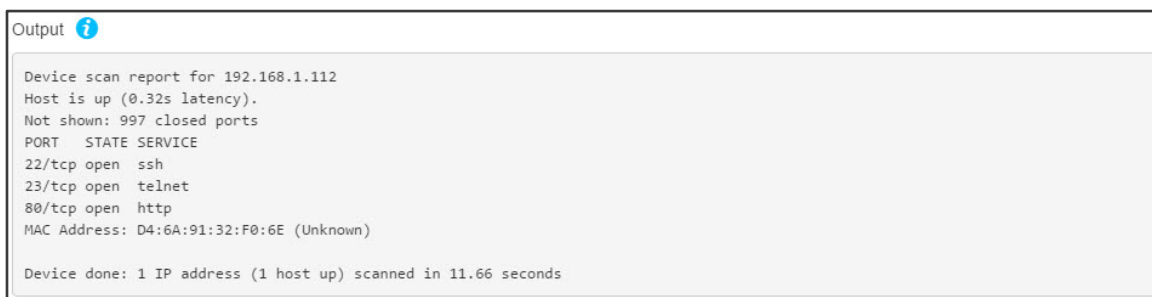 Output i
Device scan report for 192.168.1.112
Host is up (0.32s latency).
Not shown: 997 closed ports
PORT   STATE SERVICE
22/tcp open  ssh
23/tcp open  telnet
80/tcp open  http
MAC Address: D4:6A:91:32:F0:6E (Unknown)
Device done: 1 IP address (1 host up) scanned in 11.66 seconds